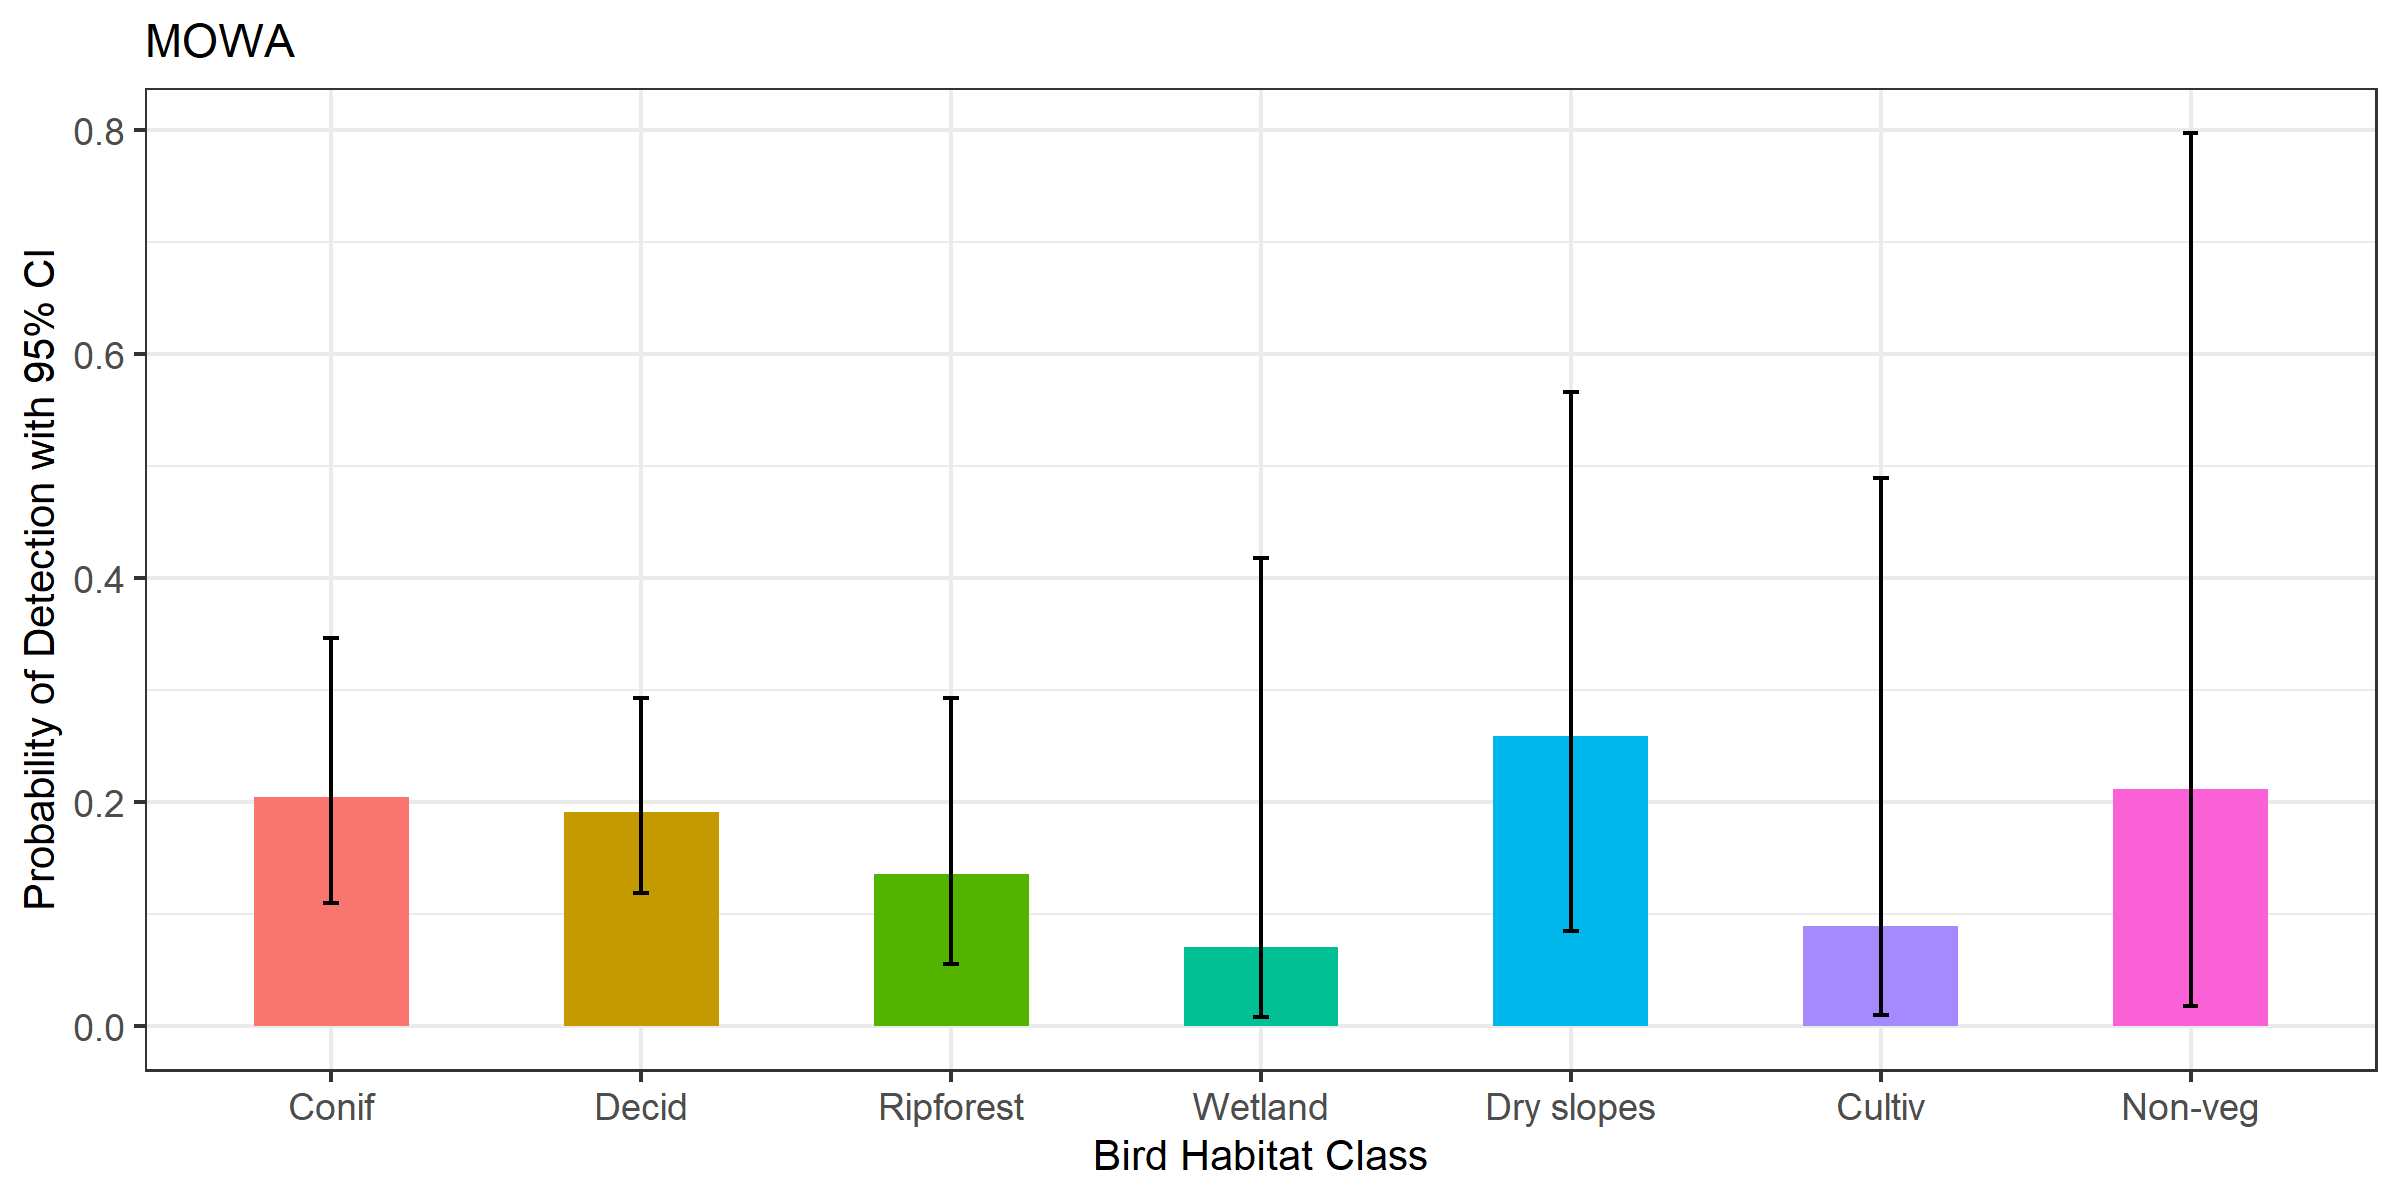 MOWA
Probability of Detection with 95% CI
0.8
0.6
0.4
0.2
0.0
Conif Decid Ripforest Wetland Dry slopes Cultiv Non-veg
Bird Habitat Class